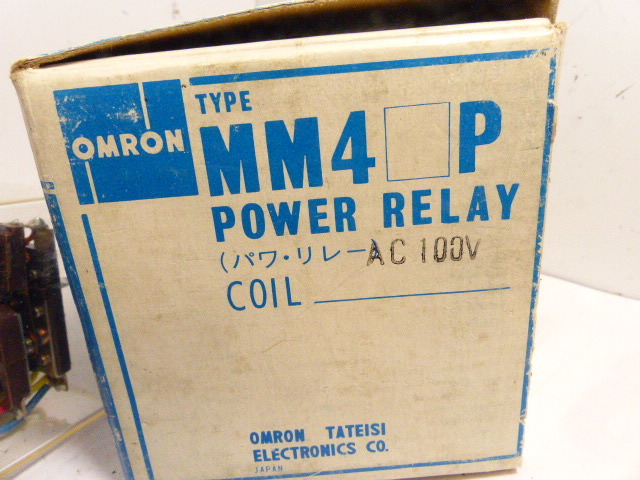 TYPE
OMRON
MM4□P
POWER RELAY
(パワ・リレー AC 100V
COIL
OMRON TATEISI
ELECTRONICS CO.
JAPAN